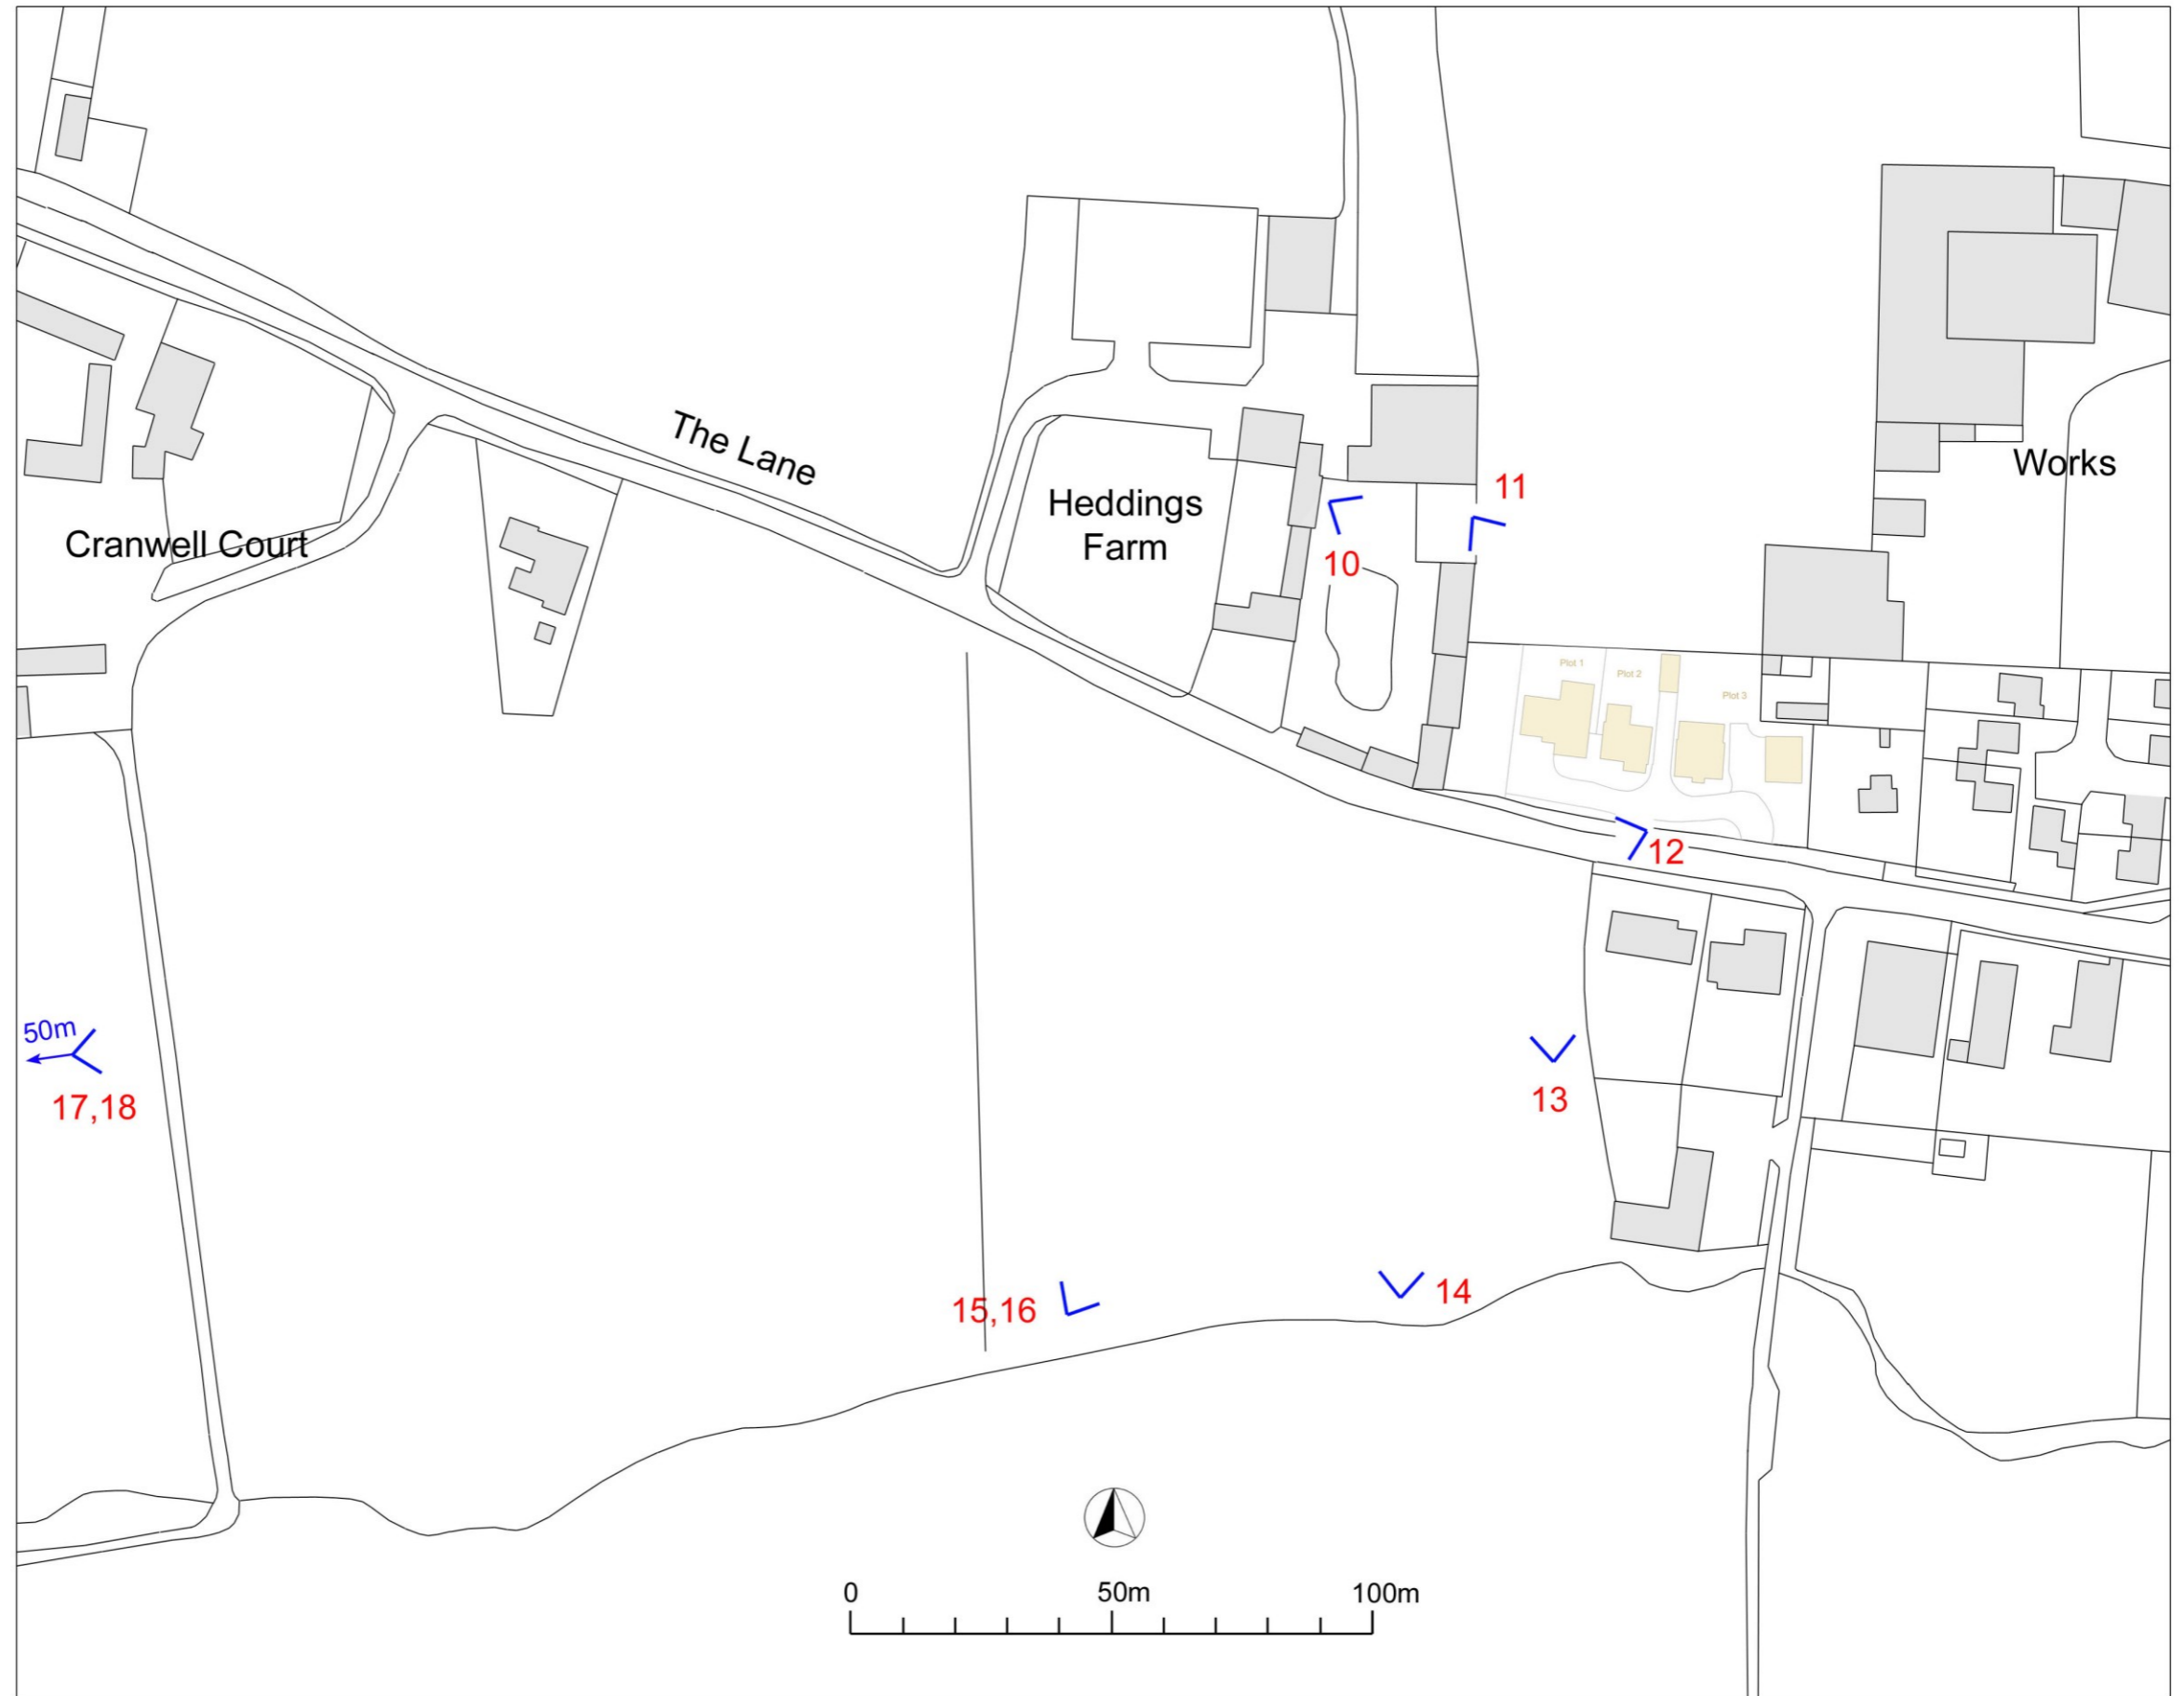 The Lane
Heddings
Farm
11
Works
Cranwell Court
10
Plot 1
Plot 2
Plot 3
12
50m
17,18
13
15,16
14
0
50m
100m